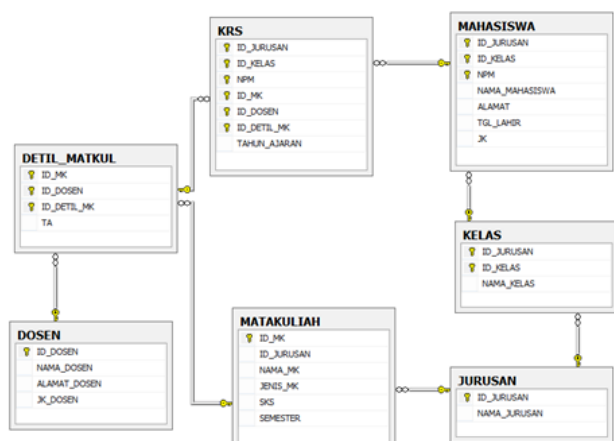 KRS
ID_JURUSAN
ID_KELAS
NPM
ID_MK
ID_DOSEN
ID_DETIL_MK
TAHUN_AJARAN
MAHASISWA
ID_JURUSAN
ID_KELAS
NPM
NAMA_MAHASISWA
ALAMAT
TGL_LAHIR
JK
DETIL_MATKUL
ID_MK
ID_DOSEN
ID_DETIL_MK
TA
KELAS
ID_JURUSAN
ID_KELAS
NAMA_KELAS
DOSEN
ID_DOSEN
NAMA_DOSEN
ALAMAT_DOSEN
JK_DOSEN
MATAKULIAH
ID_MK
ID_JURUSAN
NAMA_MK
JENIS_MK
SKS
SEMESTER
JURUSAN
ID_JURUSAN
NAMA_JURUSAN